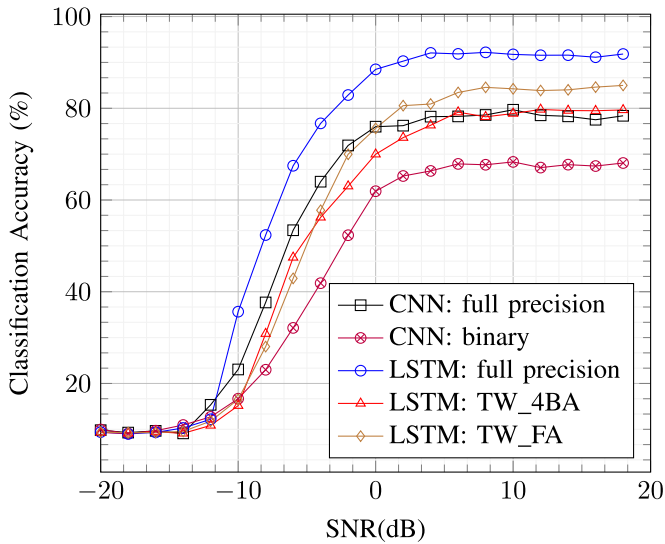 100
80
60
40
20
Classification Accuracy (%)
CNN: full precision
CNN: binary
LSTM: full precision
LSTM: TW_4BA
LSTM: TW_FA
−20 −10 0 10 20
SNR(dB)